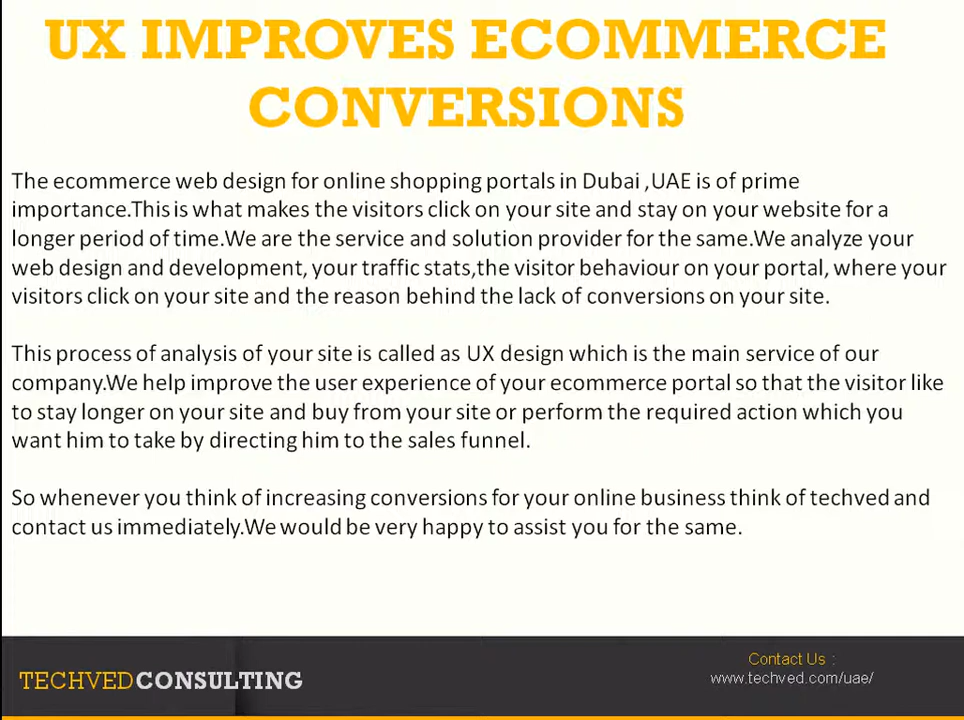 UX IMPROVES ECOMMERCE
CONVERSIONS
The ecommerce web design for online shopping portals in Dubai ,UAE is of prime
importance.This is what makes the visitors click on your site and stay on your website for a
longer period of time.We are the service and solution provider for the same.We analyze your
web design and development, your traffic stats,the visitor behaviour on your portal, where your
visitors click on your site and the reason behind the lack of conversions on your site.
This process of analysis of your site is called as UX design which is the main service of our
company.We help improve the user experience of your ecommerce portal so that the visitor like
to stay longer on your site and buy from your site or perform the required action which you
want him to take by directing him to the sales funnel.
So whenever you think of increasing conversions for your online business think of techved and
contact us immediately.We would be very happy to assist you for the same.
TECHVEDCONSULTING
Contact Us :
www.techved.com/uae/